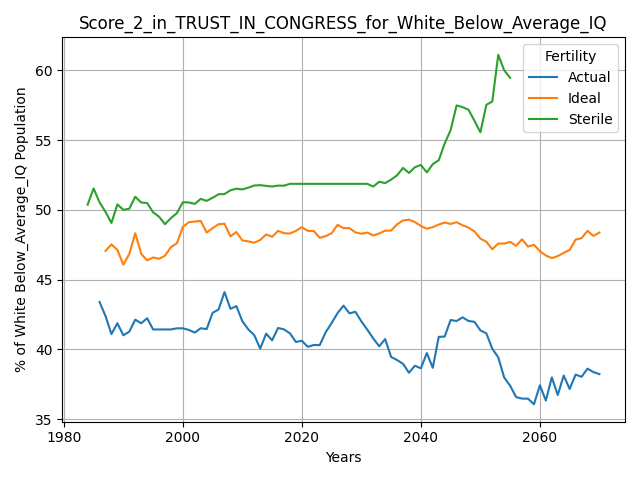 Score_2_in_TRUST_IN_CONGRESS_for_White_Below_Average_IQ
% of White Below_Average_IQ Population
60
55
50
45
40
35
1980
2000
2020
2040
2060
Years
Fertility
Actual
Ideal
Sterile